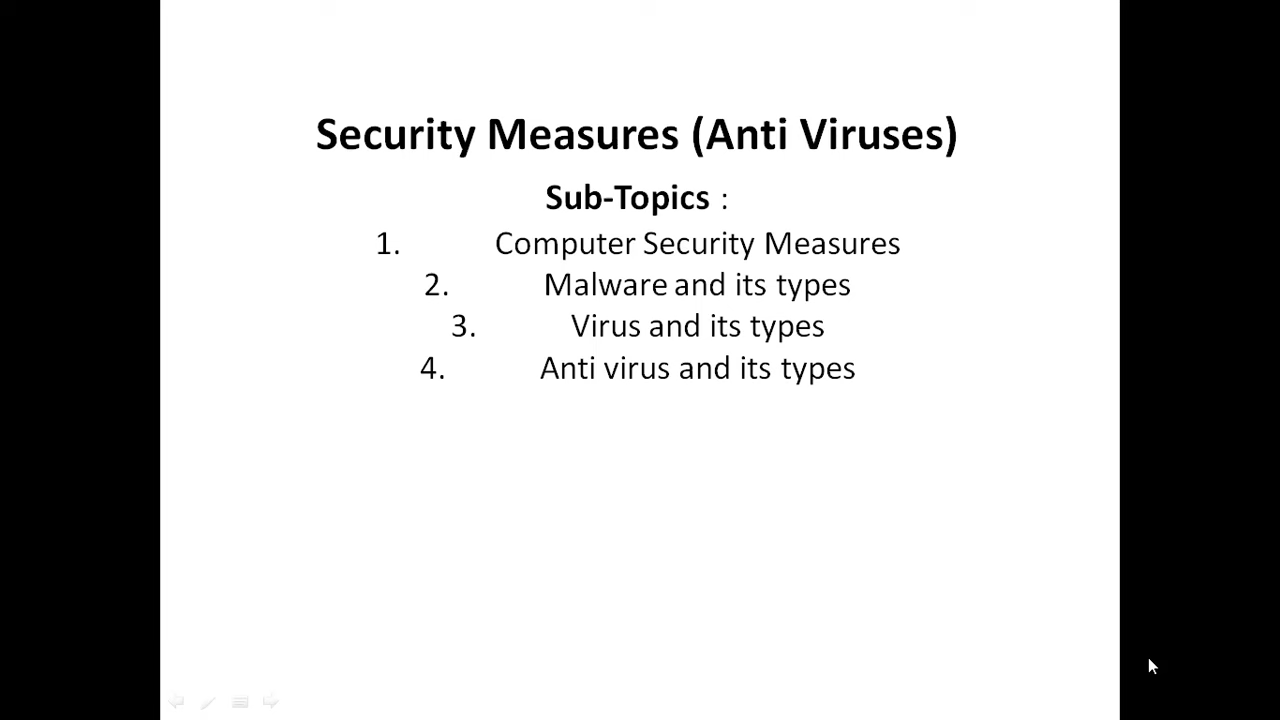 Security Measures (Anti Viruses)
Sub-Topics :
1. Computer Security Measures
2. Malware and its types
3. Virus and its types
4. Anti virus and its types